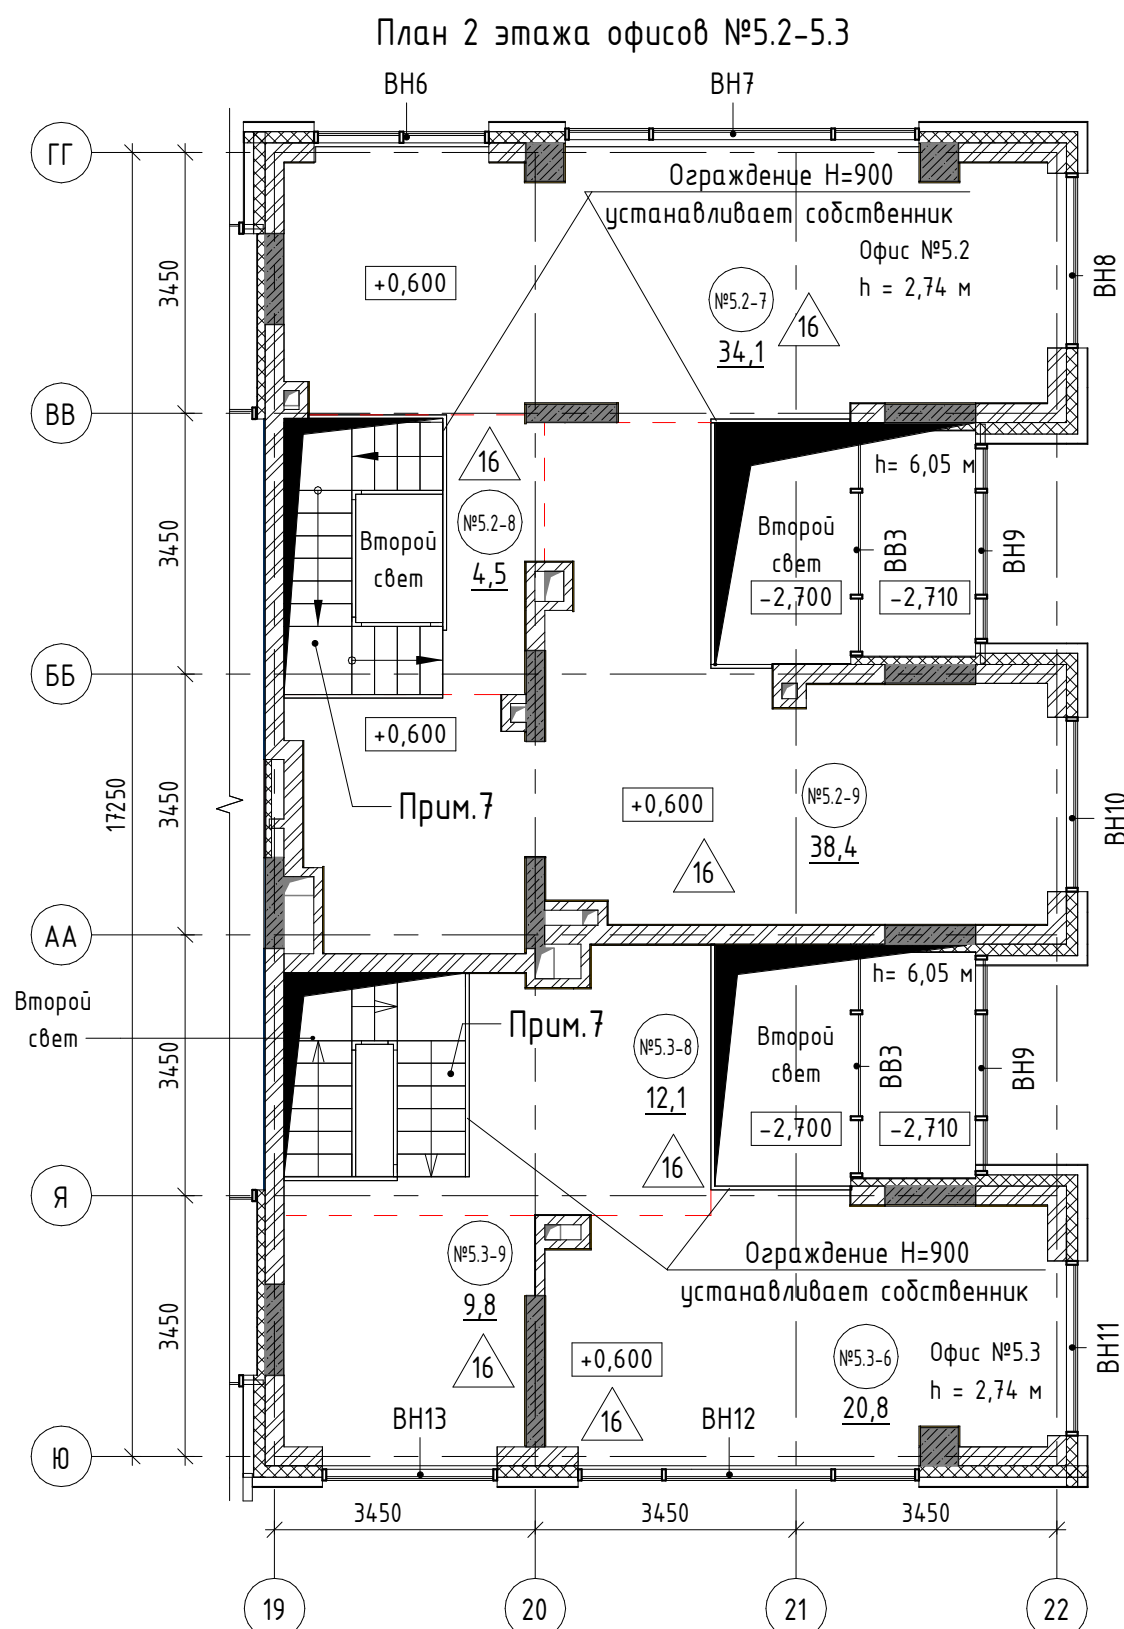 План 2 этажа офисов №5.2-5.3
ВН6
ВН7
ГГ
Ограждение Н=900
устанавливает собственник
Офис №5.2
h = 2,74 м
+0,600
№5.2-7
34,1
16
ВН8
3450
ВВ
16
№5.2-8
4,5
Второй
свет
h= 6,05 м
Второй
свет
-2,700
-2,710
ВВ3
ВН9
3450
ББ
+0,600
Прим.7
+0,600
№5.2-9
38,4
16
ВН10
17250
3450
АА
Второй
свет
Прим.7
№5.3-8
12,1
16
h= 6,05 м
Второй
свет
-2,700
-2,710
ВВ3
ВН9
3450
Я
№5.3-9
9,8
16
Ограждение Н=900
устанавливает собственник
+0,600
16
№5.3-6
20,8
Офис №5.3
h = 2,74 м
ВН11
3450
ВН13
ВН12
Ю
3450
3450
3450
19
20
21
22